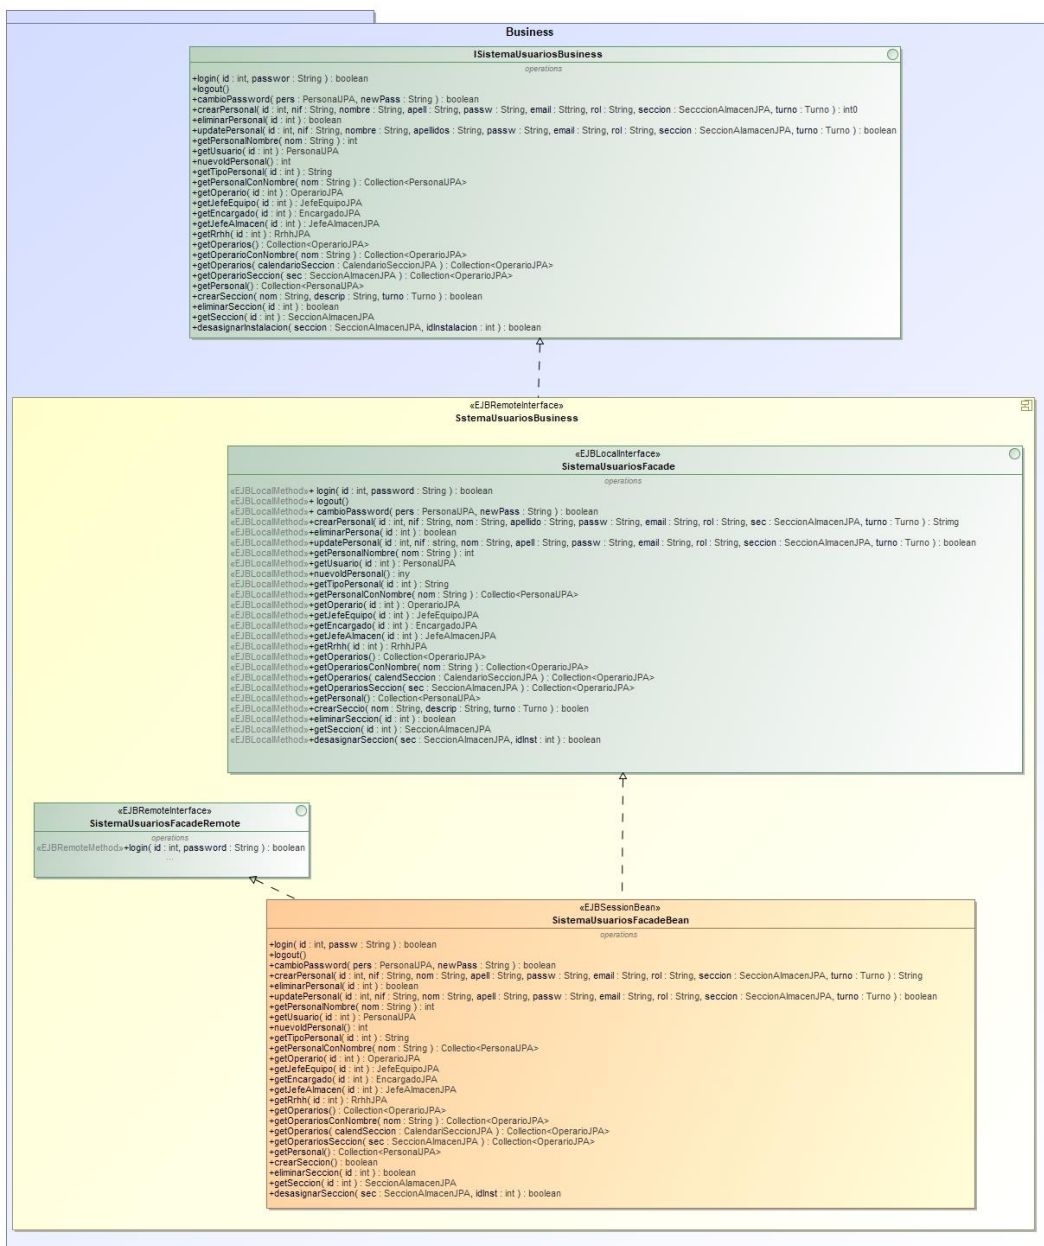 Business
ISistemaUsuariosBusiness
operations
+login( id : int, passwor : String ) : boolean
+logout()
+cambioPassword( pers : PersonalJPA, newPass : String ) : boolean
+crearPersonal( id : int, nif : String, nombre : String, apell : String, passw : String, email : Sttring, rol : String, seccion : SecccionAlmacenJPA, turno : Turno ) : int0
+eliminarPersonal( id : int ) : boolean
+updatePersonal( id : int, nif : String, nombre : String, apellidos : String, passw : String, email : String, rol : String, seccion : SeccionAlamacenJPA, turno : Turno ) : boolean
+getPersonalNombre( nom : String ) : int
+getUsuario( id : int ) : PersonalJPA
+nuevoIdPersonal() : int
+getTipoPersonal( id : int ) : String
+getPersonalConNombre( nom : String ) : Collection<PersonalJPA>
+getOperario( id : int ) : OperarioJPA
+getJefeEquipo( id : int ) : JefeEquipoJPA
+getEncargado( id : int ) : EncargadoJPA
+getJefeAlmacen( id : int ) : JefeAlmacenJPA
+getRrhh( id : int ) : RrhhJPA
+getOperarios() : Collection<OperarioJPA>
+getOperarioConNombre( nom : String ) : Collection<OperarioJPA>
+getOperarios( calendarioSeccion : CalendarioSeccionJPA ) : Collection<OperarioJPA>
+getOperarioSeccion( sec : SeccionAlmacenJPA ) : Collection<OperarioJPA>
+getPersonal() : Collection<PersonalJPA>
+crearSeccion( nom : String, descrip : String, turno : Turno ) : boolean
+eliminarSeccion( id : int ) : boolean
+getSeccion( id : int ) : SeccionAlmacenJPA
+desasignarInstalacion( seccion : SeccionAlmacenJPA, idInstalacion : int ) : boolean
«EJBRemoteInterface»
SstemaUsuariosBusiness
«EJBLocalInterface»
SistemaUsuariosFacade
operations
«EJBLocalMethod»+ login( id : int, password : String ) : boolean
«EJBLocalMethod»+ logout()
«EJBLocalMethod»+ cambioPassword( pers : PersonalJPA, newPass : String ) : boolean
«EJBLocalMethod»+crearPersonal( id : int, nif : String, nom : String, apellido : String, passw : String, email : String, rol : String, sec : SeccionAlmacenJPA, turno : Turno ) : Strimg
«EJBLocalMethod»+eliminarPersona( id : int ) : boolean
«EJBLocalMethod»+updatePersonal( id : int, nif : string, nom : String, apell : String, passw : String, email : String, rol : String, seccion : SeccionAlmacenJPA, turno : Turno ) : boolean
«EJBLocalMethod»+getPersonalNombre( nom : String ) : int
«EJBLocalMethod»+getUsuario( id : int ) : PersonalJPA
«EJBLocalMethod»+nuevoIdPersonal() : iny
«EJBLocalMethod»+getTipoPersonal( id : int ) : String
«EJBLocalMethod»+getPersonalConNombre( nom : String ) : Collectio<PersonalJPA>
«EJBLocalMethod»+getOperario( id : int ) : OperarioJPA
«EJBLocalMethod»+getJefeEquipo( id : int ) : JefeEquipoJPA
«EJBLocalMethod»+getEncargado( id : int ) : EncargadoJPA
«EJBLocalMethod»+getJefeAlmacen( id : int ) : JefeAlmacenJPA
«EJBLocalMethod»+getRrhh( id : int ) : RrhhJPA
«EJBLocalMethod»+getOperarios() : Collection<OperarioJPA>
«EJBLocalMethod»+getOperariosConNombre( nom : String ) : Collection<OperarioJPA>
«EJBLocalMethod»+getOperarios( calendSeccion : CalendarioSeccionJPA ) : Collection<OperarioJPA>
«EJBLocalMethod»+getOperariosSeccion( sec : SeccionAlmacenJPA ) : Collection<OperarioJPA>
«EJBLocalMethod»+getPersonal() : Collection<PersonalJPA>
«EJBLocalMethod»+crearSeccio( nom : String, descrip : String, turno : Turno ) : boolen
«EJBLocalMethod»+eliminarSeccion( id : int ) : boolean
«EJBLocalMethod»+getSeccion( id : int ) : SeccionAlmacenJPA
«EJBLocalMethod»+desasignarSeccion( sec : SeccionAlmacenJPA, idInst : int ) : boolean
«EJBRemoteInterface»
SistemaUsuariosFacadeRemote
operations
«EJBRemoteMethod»+login( id : int, password : String ) : boolean
...
«EJBSessionBean»
SistemaUsuariosFacadeBean
operations
+login( id : int, passw : String ) : boolean
+logout()
+cambioPassword( pers : PersonalJPA, newPass : String ) : boolean
+crearPersonal( id : int, nif : String, nom : String, apell : String, passw : String, email : String, rol : String, seccion : SeccionAlmacenJPA, turno : Turno ) : String
+eliminarPersonal( id : int ) : boolean
+updatePersonal( id : int, nif : String, nom : String, apell : String, passw : String, email : String, rol : String, seccion : SeccionAlmacenJPA, turno : Turno ) : boolean
+getPersonalNombre( nom : String ) : int
+getUsuario( id : int ) : PersonalJPA
+nuevoIdPersonal() : int
+getTipoPersonal( id : int ) : String
+getPersonalConNombre( nom : String ) : Collectio<PersonalJPA>
+getOperario( id : int ) : OperarioJPA
+getJefeEquipo( id : int ) : JefeEquipoJPA
+getEncargado( id : int ) : EncargadoJPA
+getJefeAlmacen( id : int ) : JefeAlmacenJPA
+getRrhh( id : int ) : RrhhJPA
+getOperarios() : Collection<OperarioJPA>
+getOperariosConNombre( nom : String ) : Collection<OperarioJPA>
+getOperarios( calendSeccion : CalendariSeccionJPA ) : Collection<OperarioJPA>
+getOperariosSeccion( sec : SeccionAlmacenJPA ) : Collection<OperarioJPA>
+getPersonal() : Collection<PersonalJPA>
+crearSeccion() : boolean
+eliminarSeccion( id : int ) : boolean
+getSeccion( id : int ) : SeccionAlamacenJPA
+desasignarSeccion( sec : SeccionAlmacenJPA, idInst : int ) : boolean